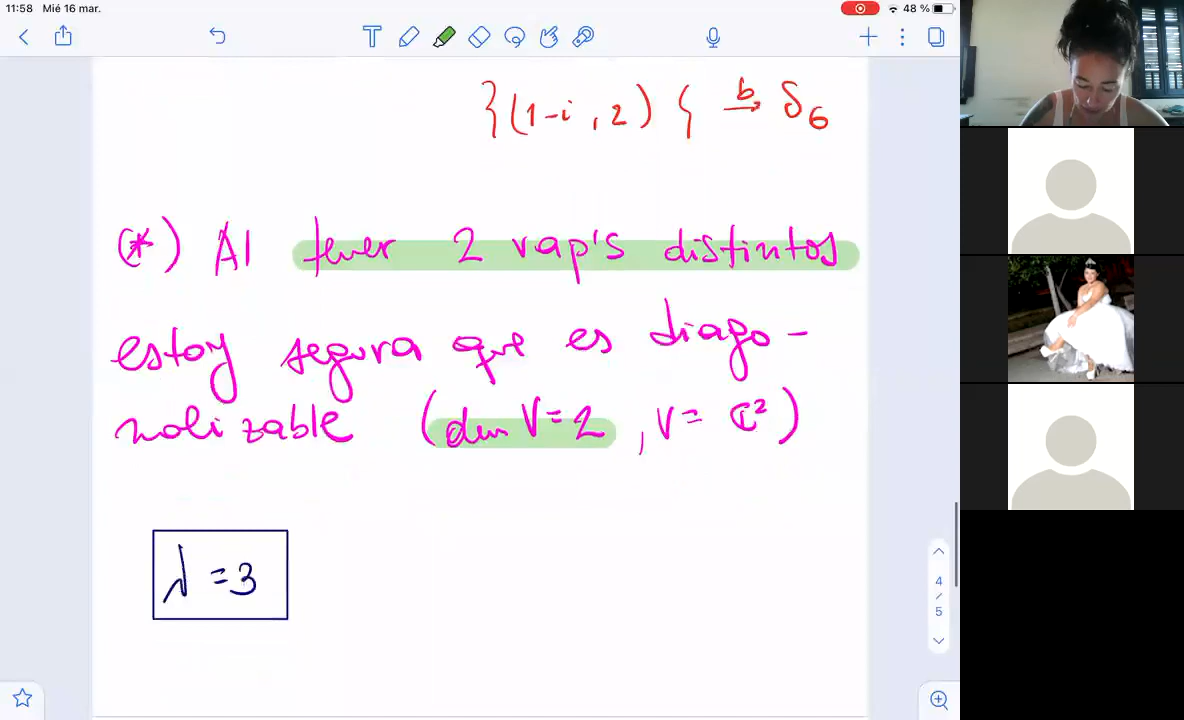 11:58 Mié 16 mar.
48 %
T
}(1-i , 2){ →b S6
(*) Al tener 2 vap's distintos
estoy segura que es diago-
nalizable (dim V=2 , V= ℂ²)
λ =3
4
/
5